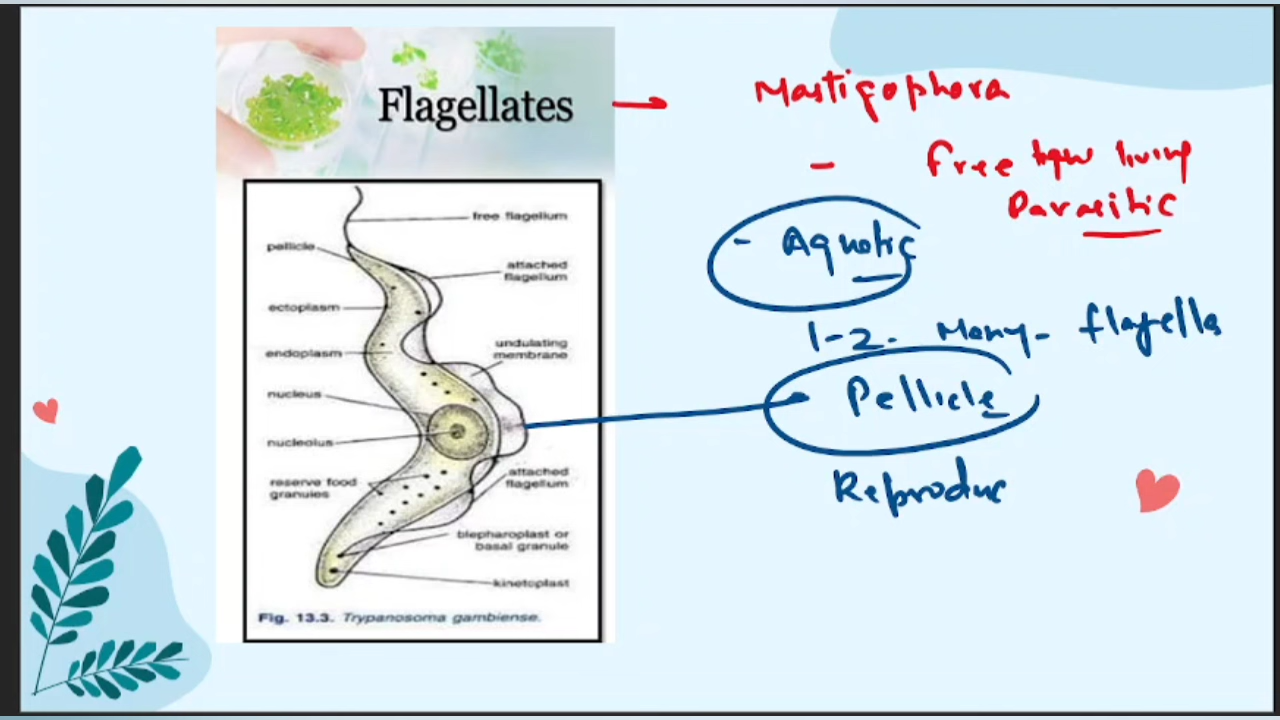 Flagellates
Mastigophora
- Free living
Parasitic
- Aquatic
1-2. Many- flagella
Pellicle
Reproduc
free flagellum
pellicle
attached
flagellum
ectoplasm
undulating
membrane
endoplasm
nucleus
nucleolus
attached
flagellum
reserve food
granules
blepharoplast or
basal granule
kinetoplast
Fig. 13.3. Trypanosoma gambiense.